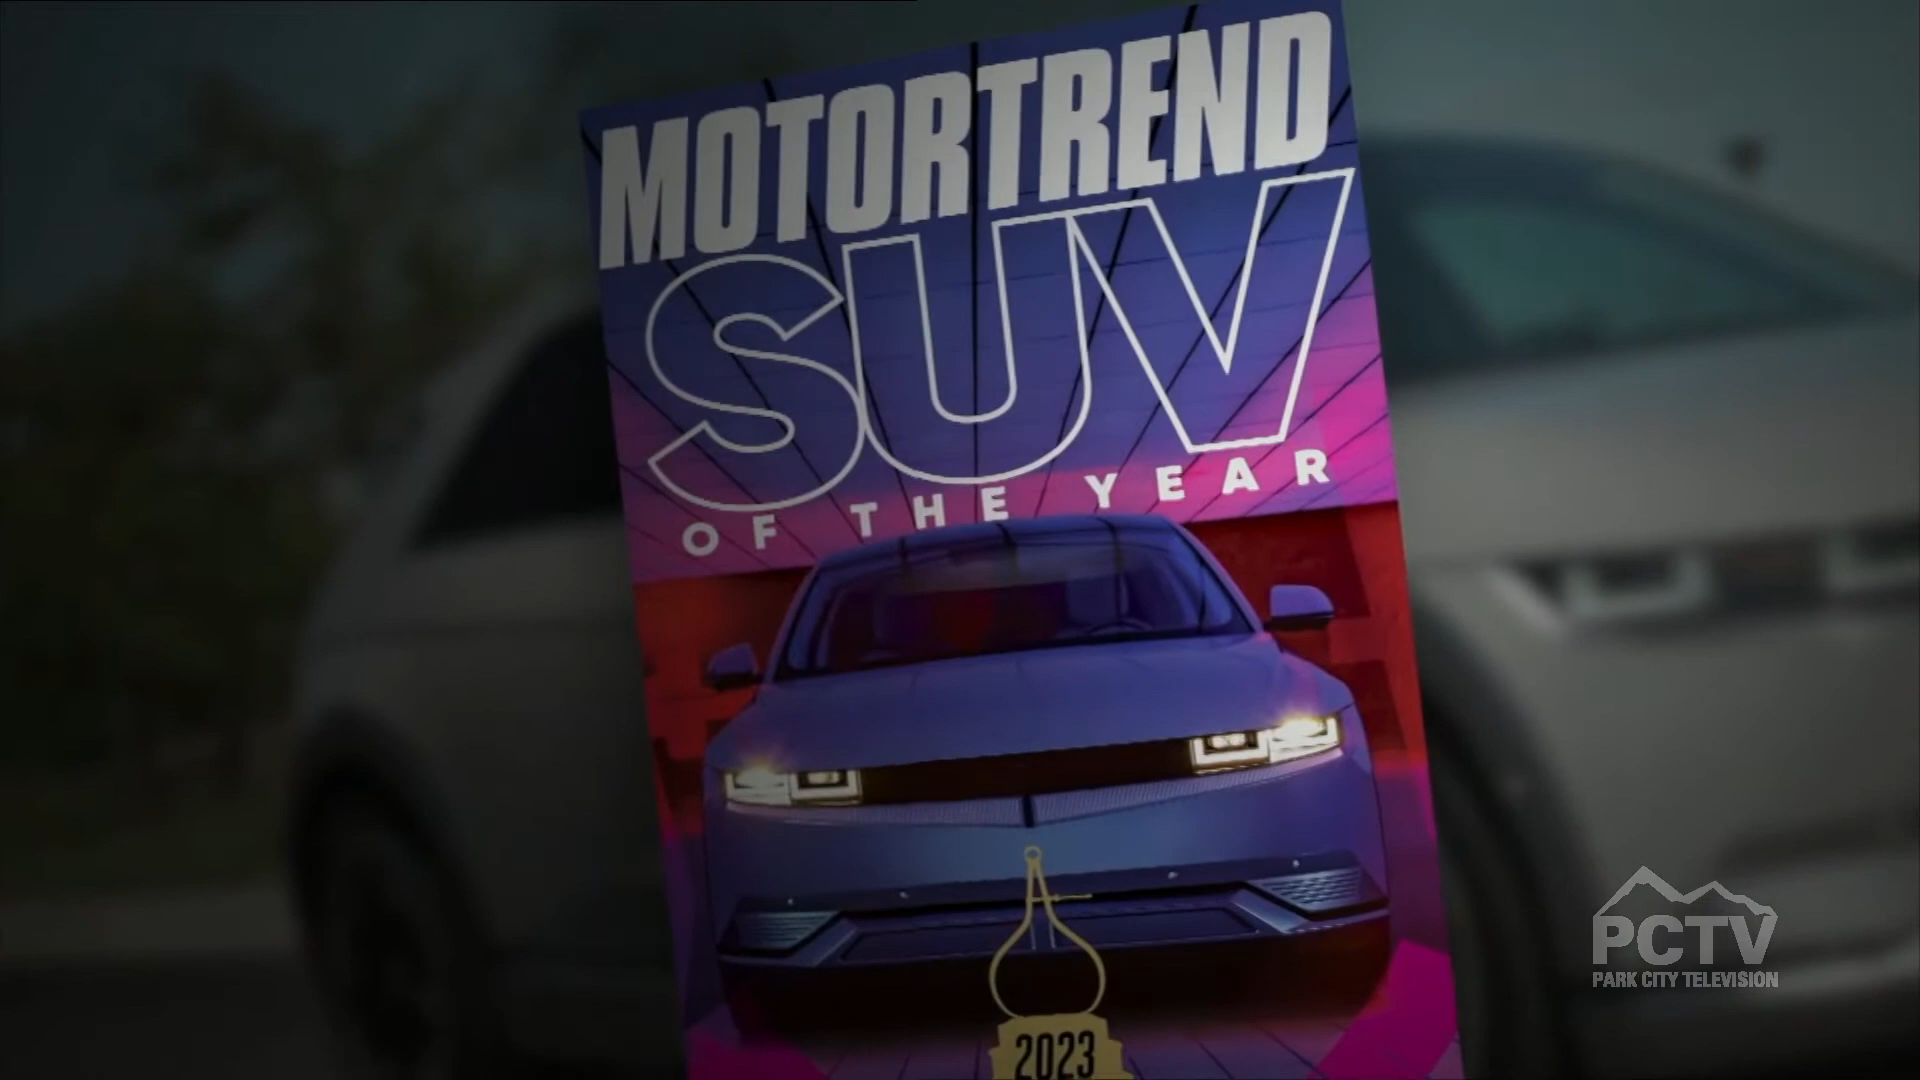 MOTORTREND
SUV
OF THE YEAR
2023
PCTV
PARK CITY TELEVISION